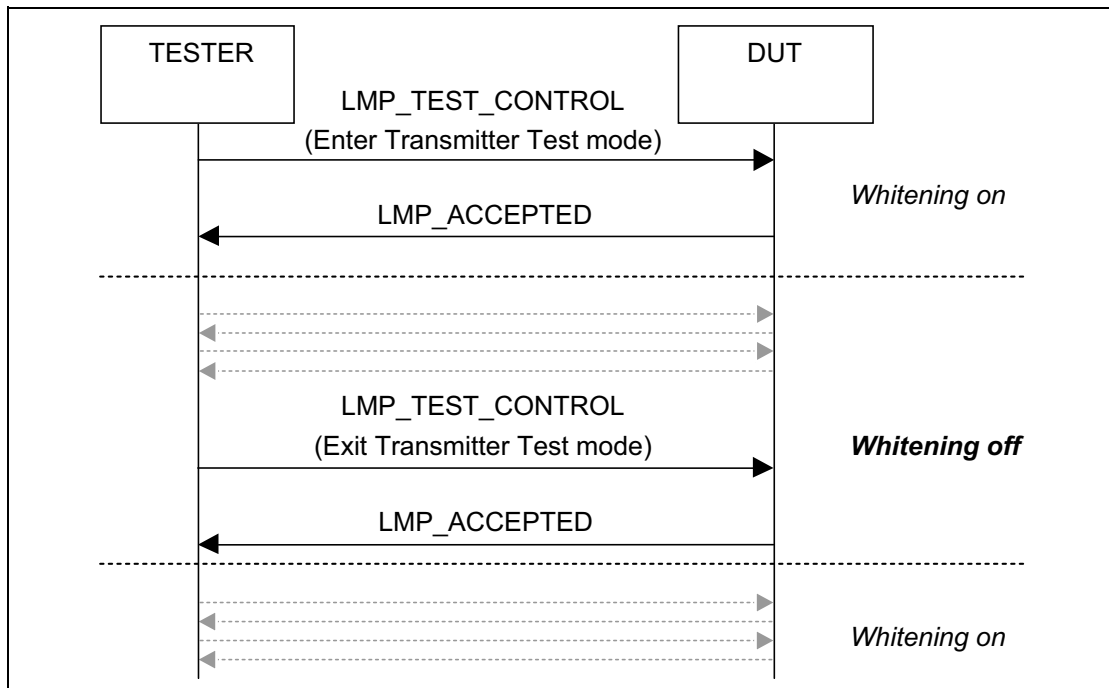 TESTER
DUT
LMP_TEST_CONTROL
(Enter Transmitter Test mode)
Whitening on
LMP_ACCEPTED
LMP_TEST_CONTROL
(Exit Transmitter Test mode)
Whitening off
LMP_ACCEPTED
Whitening on